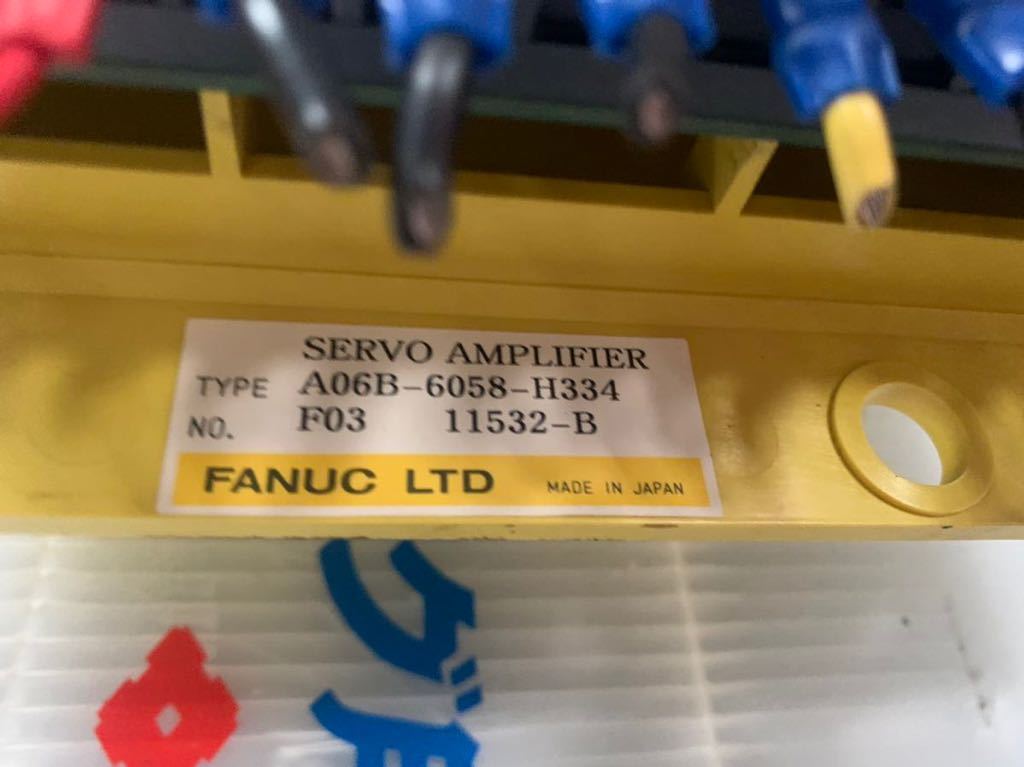 SERVO AMPLIFIER
TYPE A06B-6058-H334
NO. F03 11532-B
FANUC LTD MADE IN JAPAN